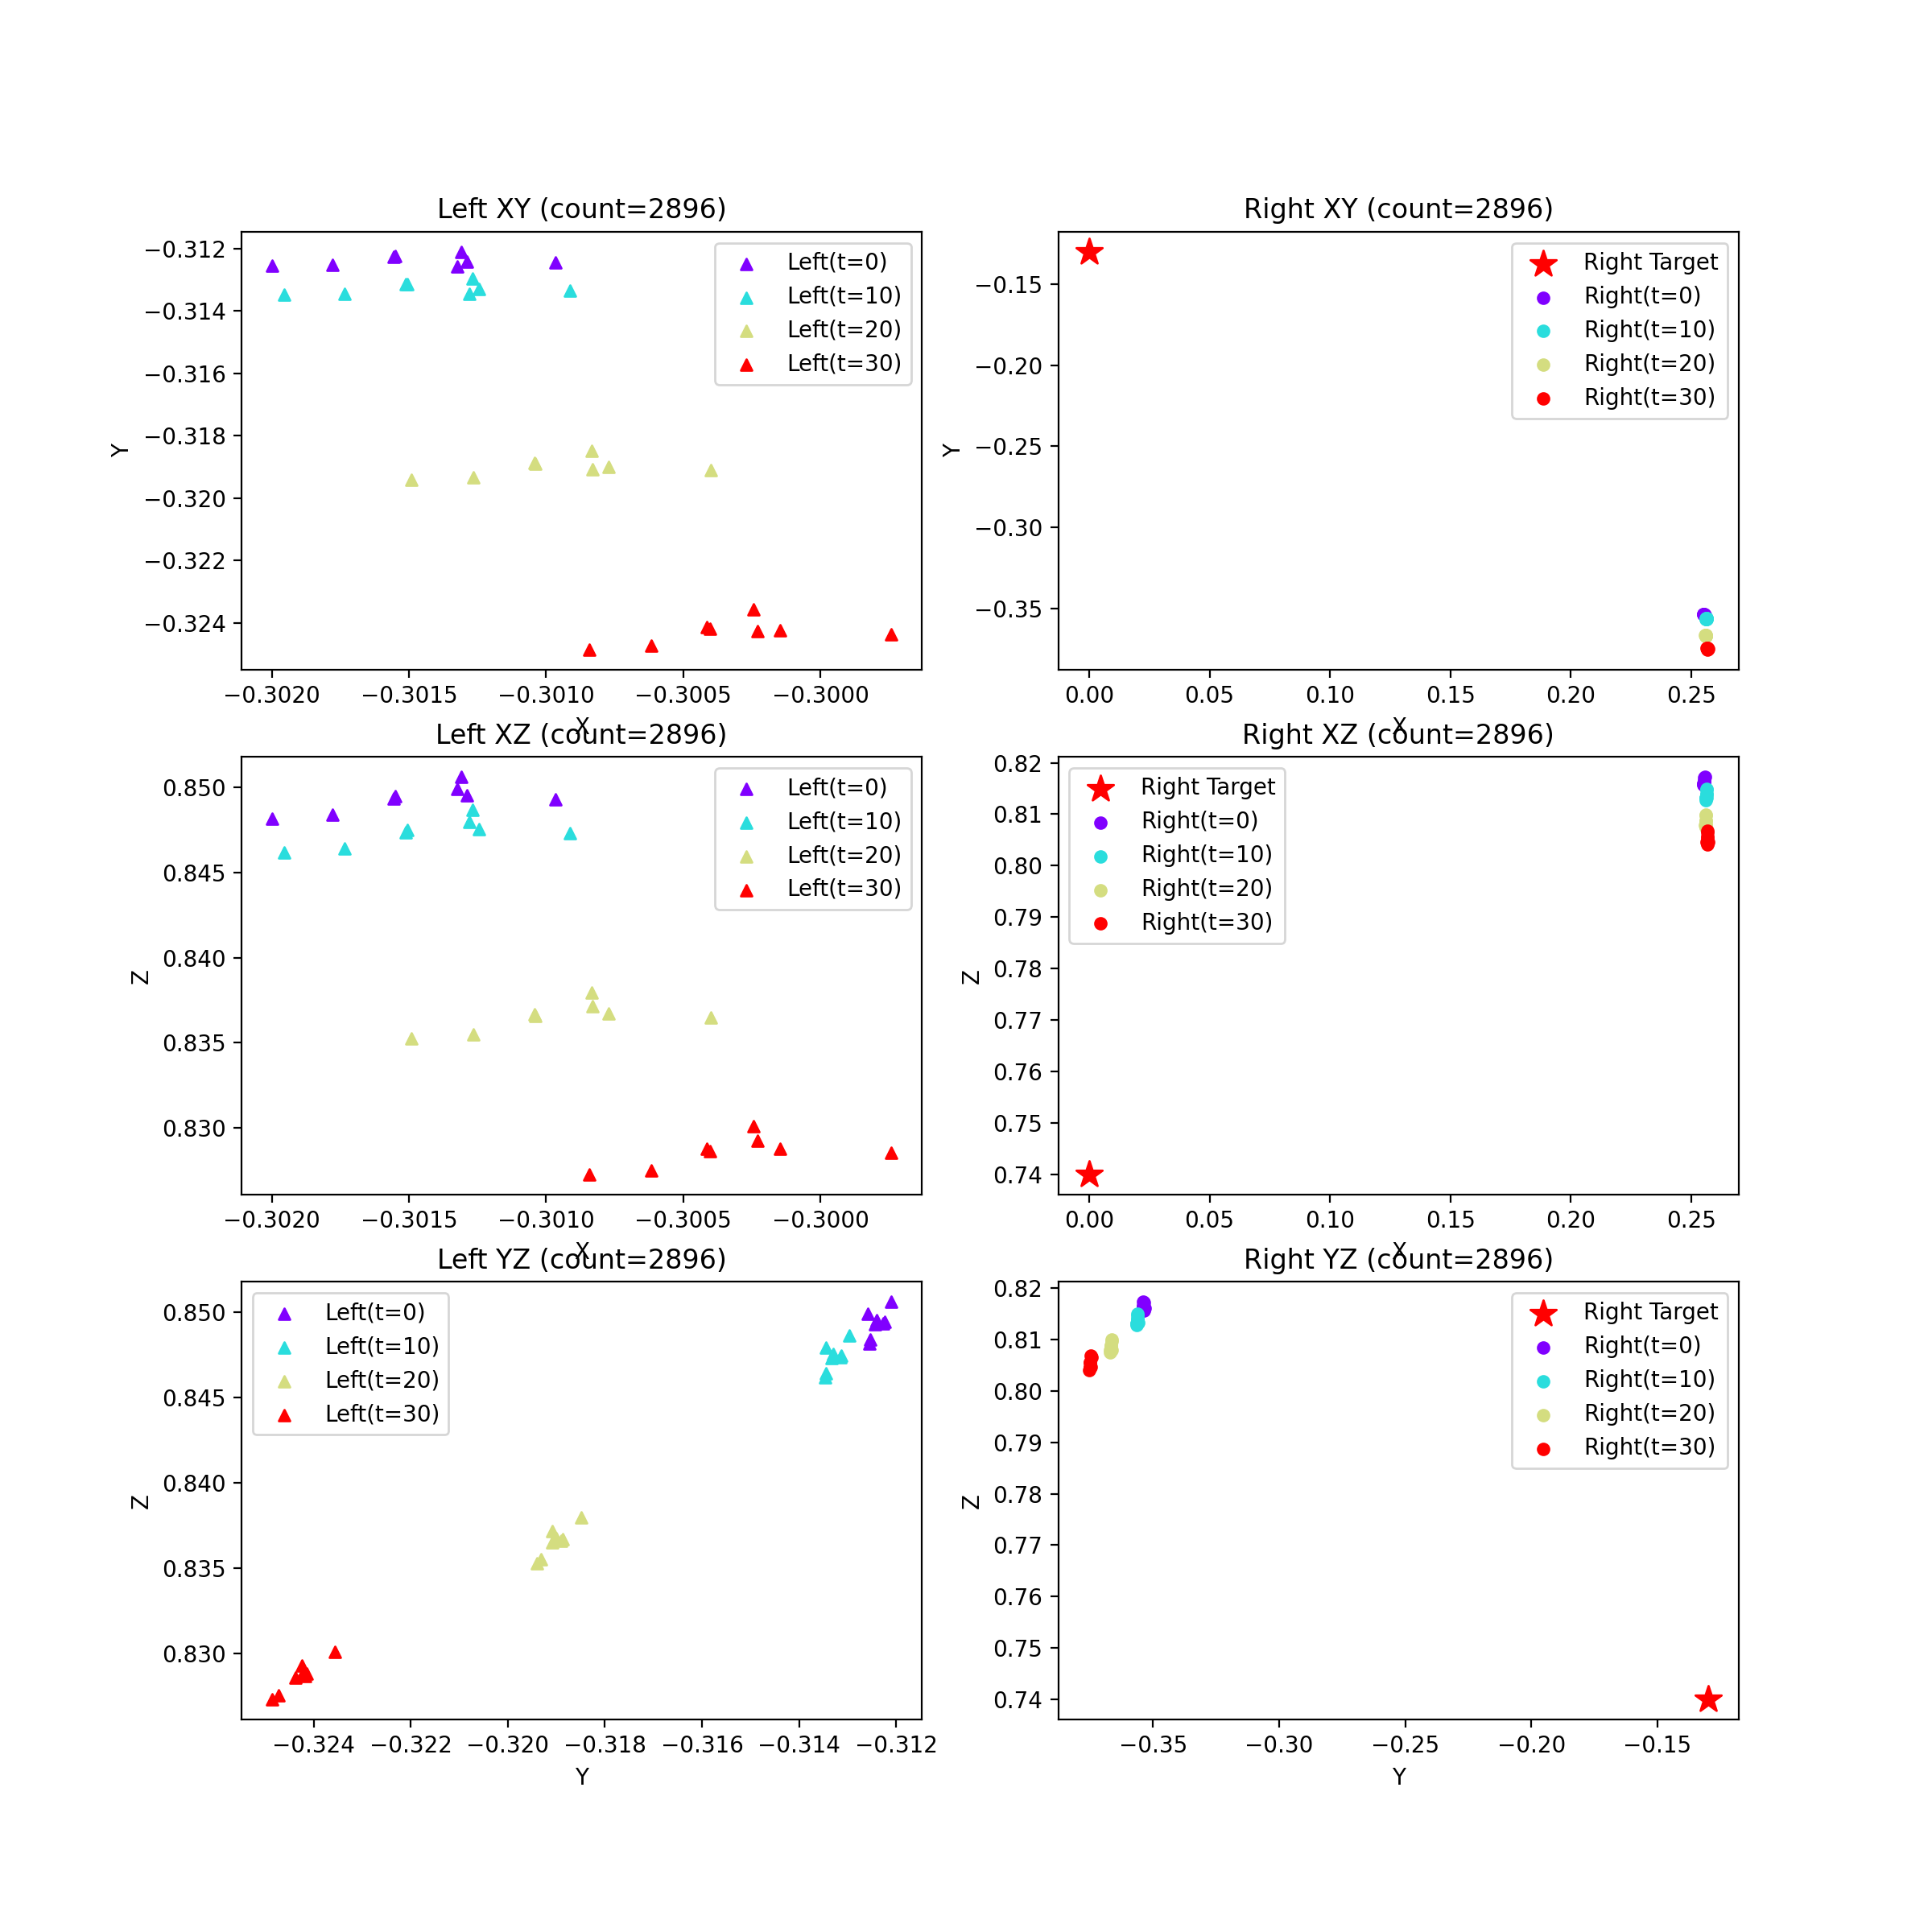 Left XY (count=2896)
−0.312
−0.314
−0.316
−0.318
−0.320
−0.322
−0.324
Y
Left(t=0)
Left(t=10)
Left(t=20)
Left(t=30)
−0.3020 −0.3015 −0.3010 −0.3005 −0.3000
X
Right XY (count=2896)
−0.15
−0.20
−0.25
−0.30
−0.35
Y
Right Target
Right(t=0)
Right(t=10)
Right(t=20)
Right(t=30)
0.00 0.05 0.10 0.15 0.20 0.25
X
Left XZ (count=2896)
0.850
0.845
0.840
0.835
0.830
Z
Left(t=0)
Left(t=10)
Left(t=20)
Left(t=30)
−0.3020 −0.3015 −0.3010 −0.3005 −0.3000
X
Right XZ (count=2896)
0.82
0.81
0.80
0.79
0.78
0.77
0.76
0.75
0.74
Z
Right Target
Right(t=0)
Right(t=10)
Right(t=20)
Right(t=30)
0.00 0.05 0.10 0.15 0.20 0.25
X
Left YZ (count=2896)
0.850
0.845
0.840
0.835
0.830
Z
Left(t=0)
Left(t=10)
Left(t=20)
Left(t=30)
−0.324 −0.322 −0.320 −0.318 −0.316 −0.314 −0.312
Y
Right YZ (count=2896)
0.82
0.81
0.80
0.79
0.78
0.77
0.76
0.75
0.74
Z
Right Target
Right(t=0)
Right(t=10)
Right(t=20)
Right(t=30)
−0.35 −0.30 −0.25 −0.20 −0.15
Y